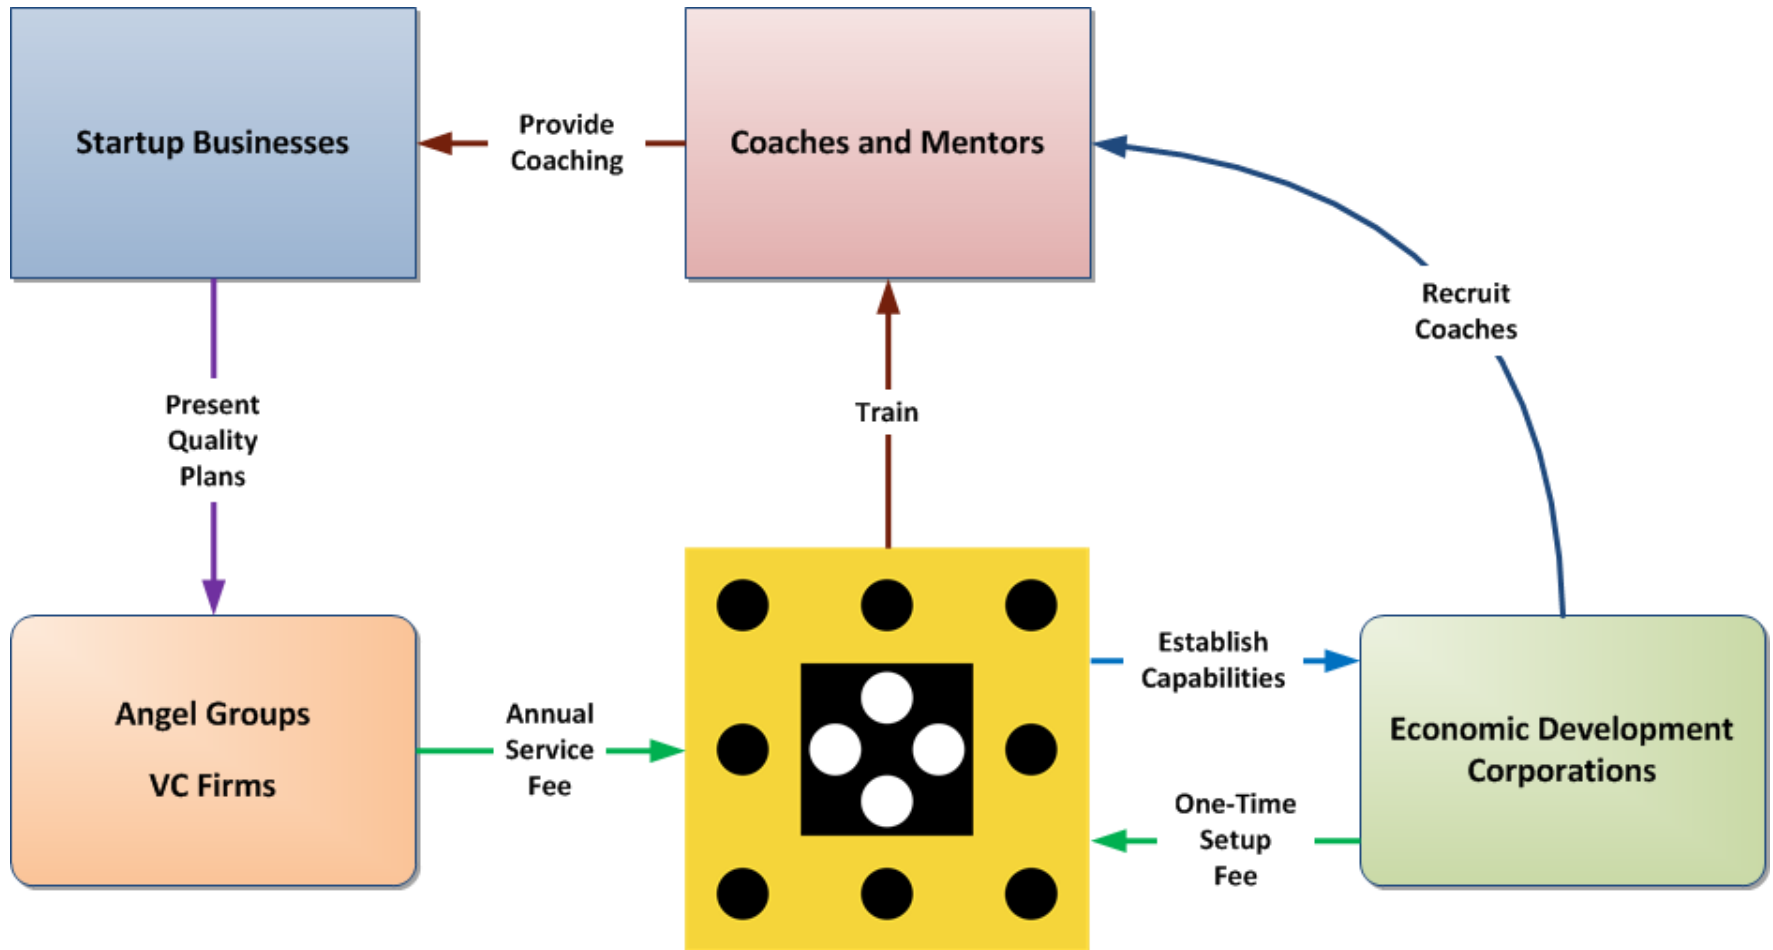 Startup Businesses
Provide
Coaching
Coaches and Mentors
Recruit
Coaches
Present
Quality
Plans
Train
Angel Groups
VC Firms
Annual
Service
Fee
Establish
Capabilities
One-Time
Setup
Fee
Economic Development
Corporations